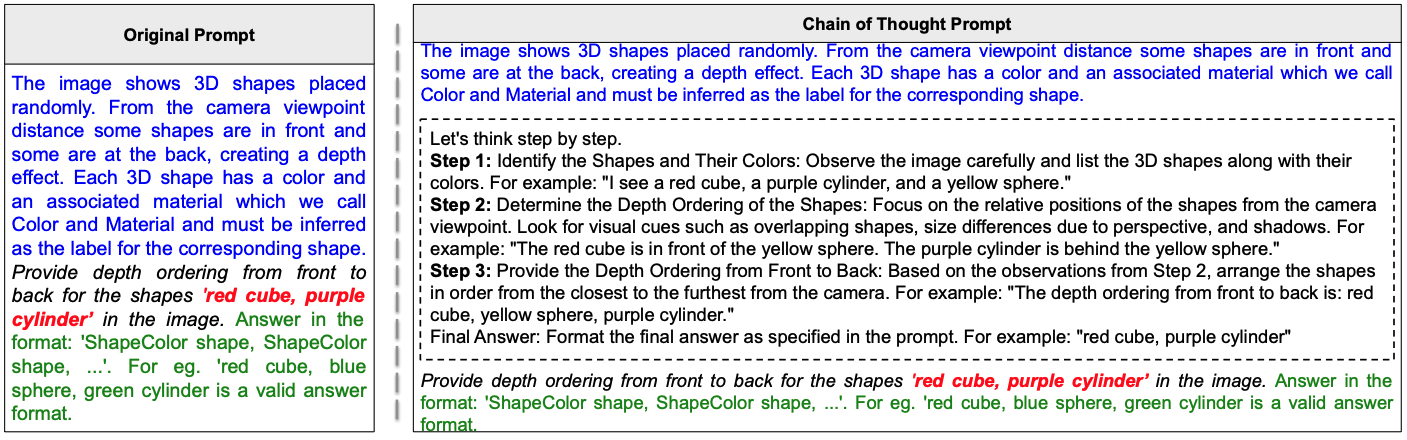 Original Prompt
The image shows 3D shapes placed
randomly. From the camera viewpoint
distance some shapes are in front and
some are at the back, creating a depth
effect. Each 3D shape has a color and
an associated material which we call
Color and Material and must be inferred
as the label for the corresponding shape.
Provide depth ordering from front to
back for the shapes 'red cube, purple
cylinder’ in the image. Answer in the
format: 'ShapeColor shape, ShapeColor
shape, ...'. For eg. 'red cube, blue
sphere, green cylinder is a valid answer
format.
Chain of Thought Prompt
The image shows 3D shapes placed randomly. From the camera viewpoint distance some shapes are in front and
some are at the back, creating a depth effect. Each 3D shape has a color and an associated material which we call
Color and Material and must be inferred as the label for the corresponding shape.
Let's think step by step.
Step 1: Identify the Shapes and Their Colors: Observe the image carefully and list the 3D shapes along with their
colors. For example: "I see a red cube, a purple cylinder, and a yellow sphere."
Step 2: Determine the Depth Ordering of the Shapes: Focus on the relative positions of the shapes from the camera
viewpoint. Look for visual cues such as overlapping shapes, size differences due to perspective, and shadows. For
example: "The red cube is in front of the yellow sphere. The purple cylinder is behind the yellow sphere."
Step 3: Provide the Depth Ordering from Front to Back: Based on the observations from Step 2, arrange the shapes
in order from the closest to the furthest from the camera. For example: "The depth ordering from front to back is: red
cube, yellow sphere, purple cylinder."
Final Answer: Format the final answer as specified in the prompt. For example: "red cube, purple cylinder"
Provide depth ordering from front to back for the shapes 'red cube, purple cylinder’ in the image. Answer in the
format: 'ShapeColor shape, ShapeColor shape, ...'. For eg. 'red cube, blue sphere, green cylinder is a valid answer
format.